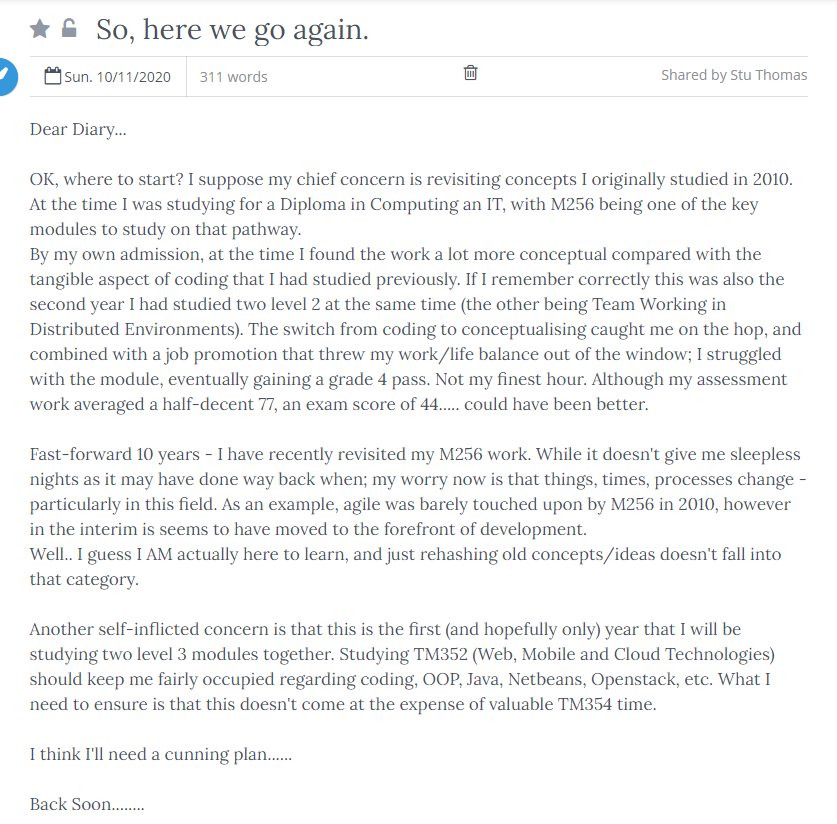 So, here we go again.
Sun. 10/11/2020 311 words Shared by Stu Thomas
Dear Diary...
OK, where to start? I suppose my chief concern is revisiting concepts I originally studied in 2010.
At the time I was studying for a Diploma in Computing an IT, with M256 being one of the key
modules to study on that pathway.
By my own admission, at the time I found the work a lot more conceptual compared with the
tangible aspect of coding that I had studied previously. If I remember correctly this was also the
second year I had studied two level 2 at the same time (the other being Team Working in
Distributed Environments). The switch from coding to conceptualising caught me on the hop, and
combined with a job promotion that threw my work/life balance out of the window; I struggled
with the module, eventually gaining a grade 4 pass. Not my finest hour. Although my assessment
work averaged a half-decent 77, an exam score of 44..... could have been better.
Fast-forward 10 years - I have recently revisited my M256 work. While it doesn't give me sleepless
nights as it may have done way back when; my worry now is that things, times, processes change -
particularly in this field. As an example, agile was barely touched upon by M256 in 2010, however
in the interim is seems to have moved to the forefront of development.
Well.. I guess I AM actually here to learn, and just rehashing old concepts/ideas doesn't fall into
that category.
Another self-inflicted concern is that this is the first (and hopefully only) year that I will be
studying two level 3 modules together. Studying TM352 (Web, Mobile and Cloud Technologies)
should keep me fairly occupied regarding coding, OOP, Java, Netbeans, Openstack, etc. What I
need to ensure is that this doesn't come at the expense of valuable TM354 time.
I think I'll need a cunning plan......
Back Soon........